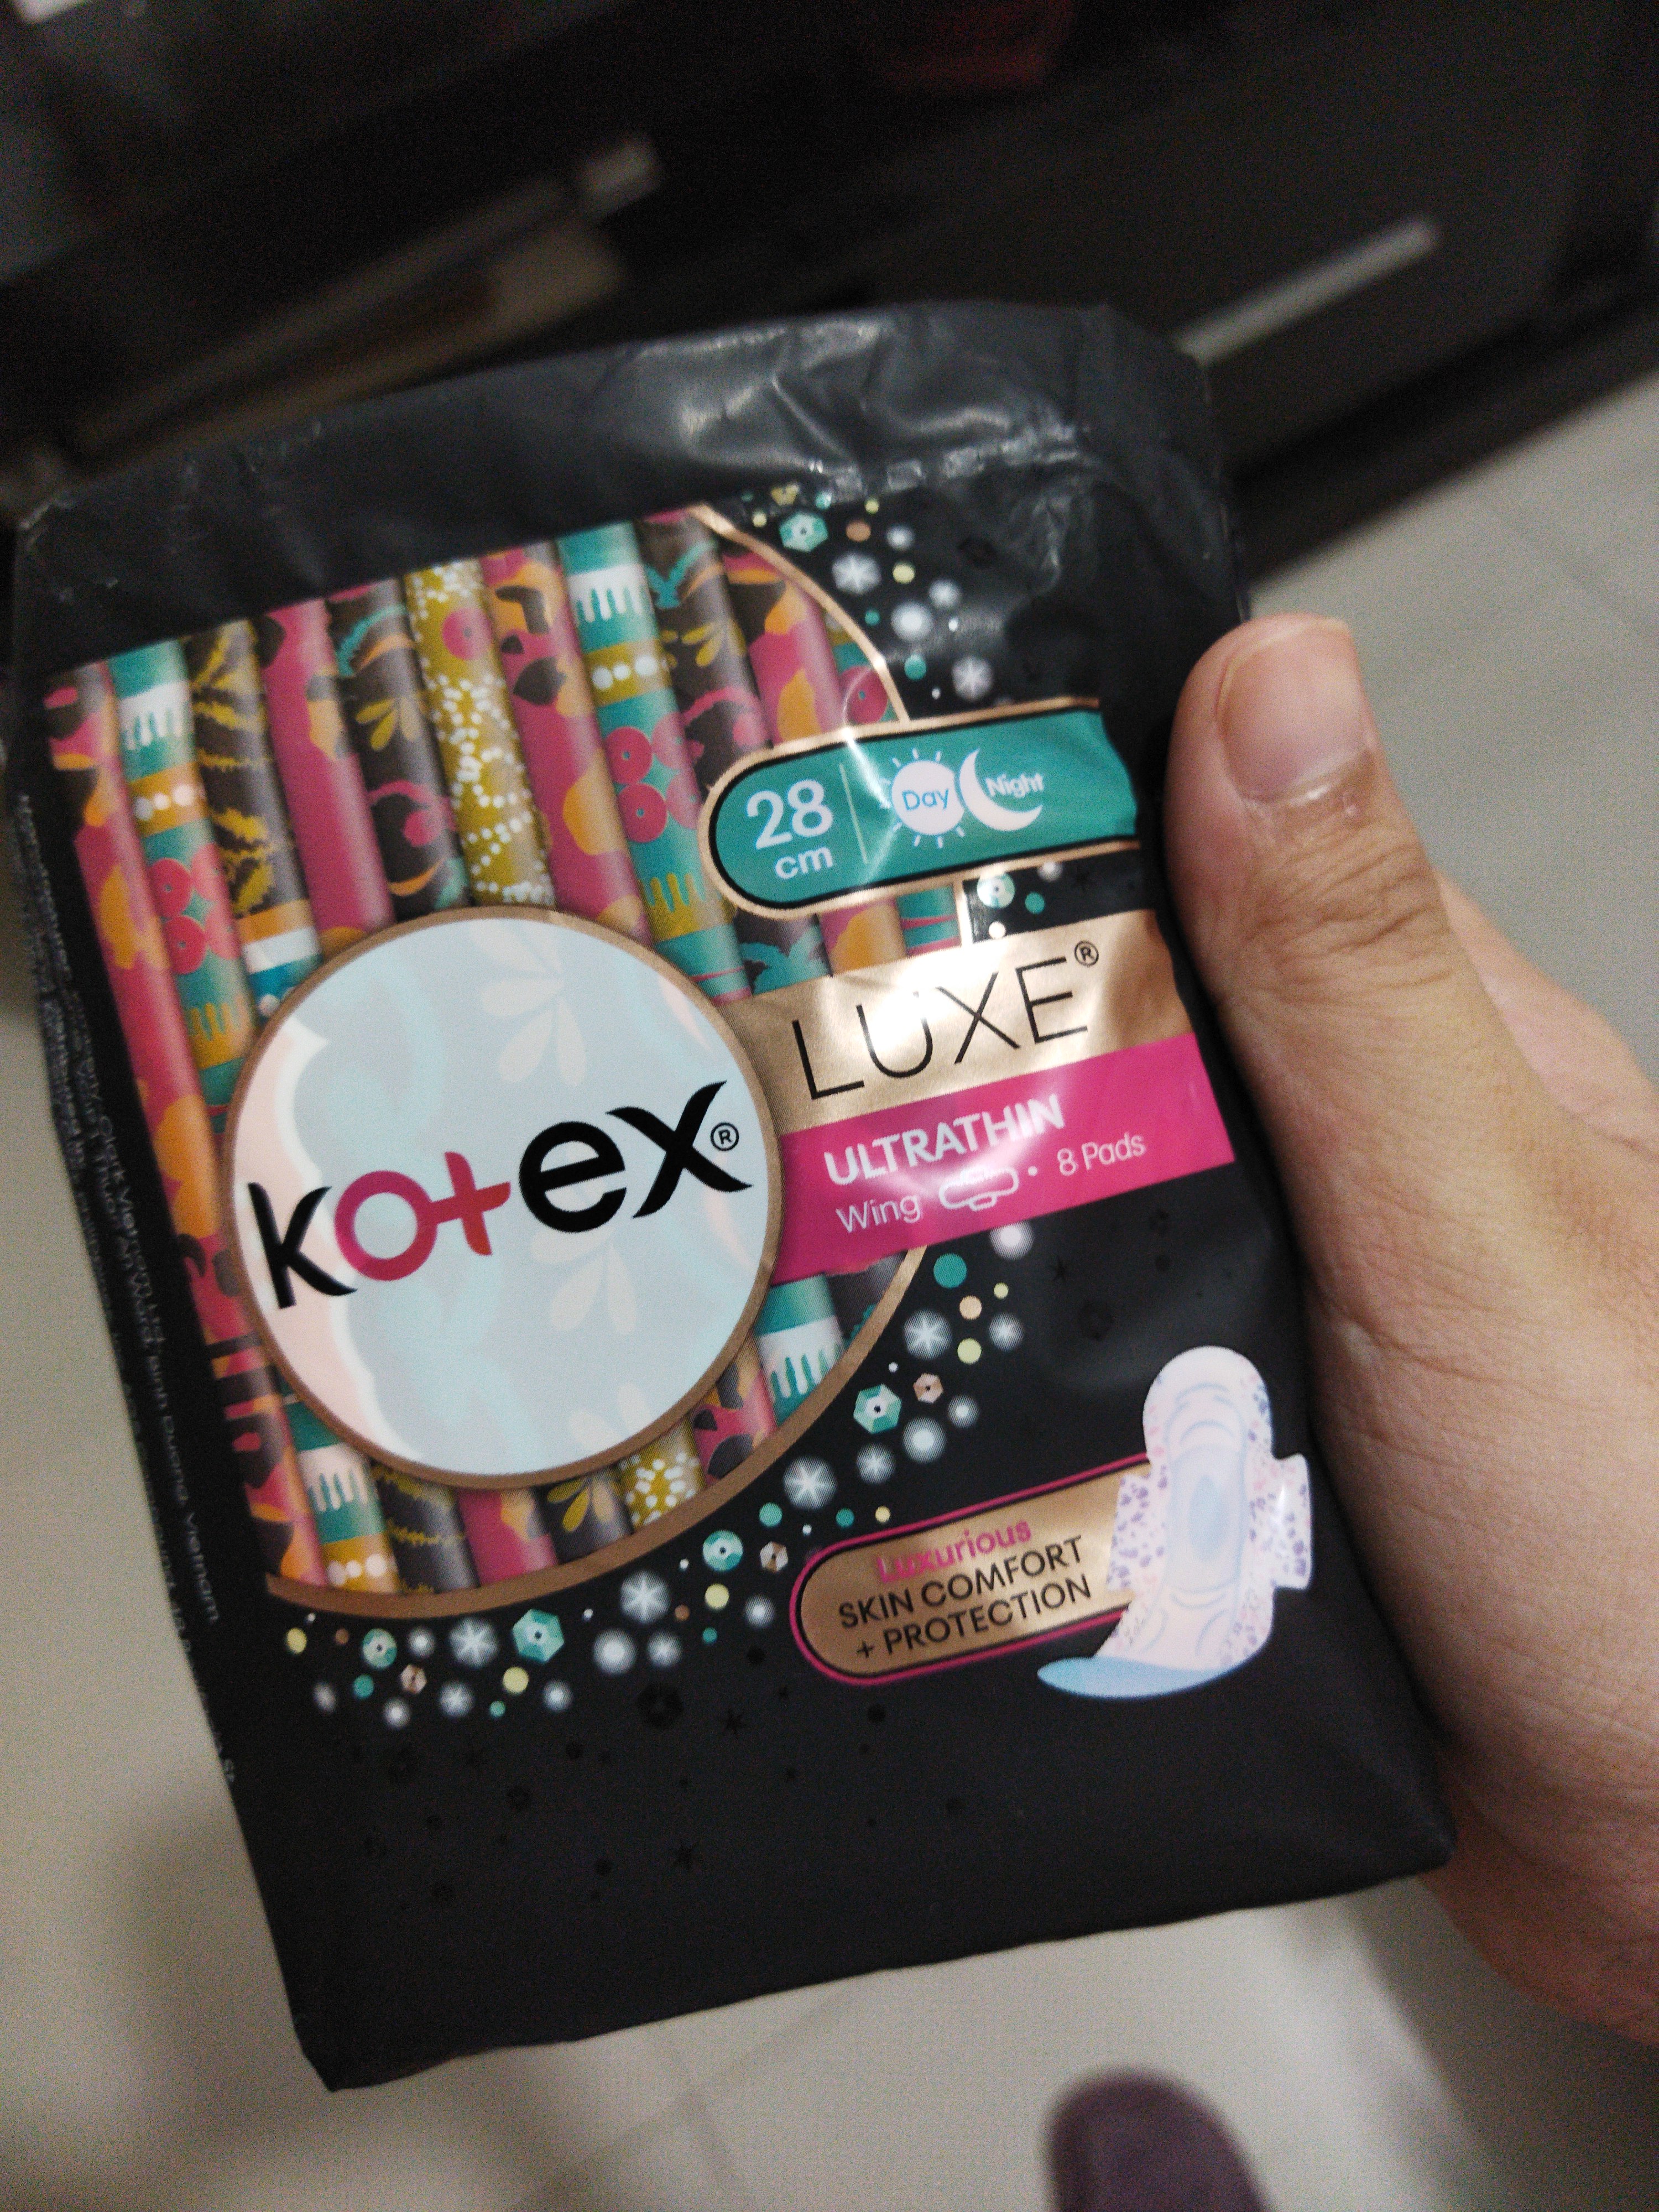 28
cm
Day
Night
LUXE®
kotex®
ULTRATHIN
Wing • 8 Pads
Luxurious
SKIN COMFORT
+ PROTECTION